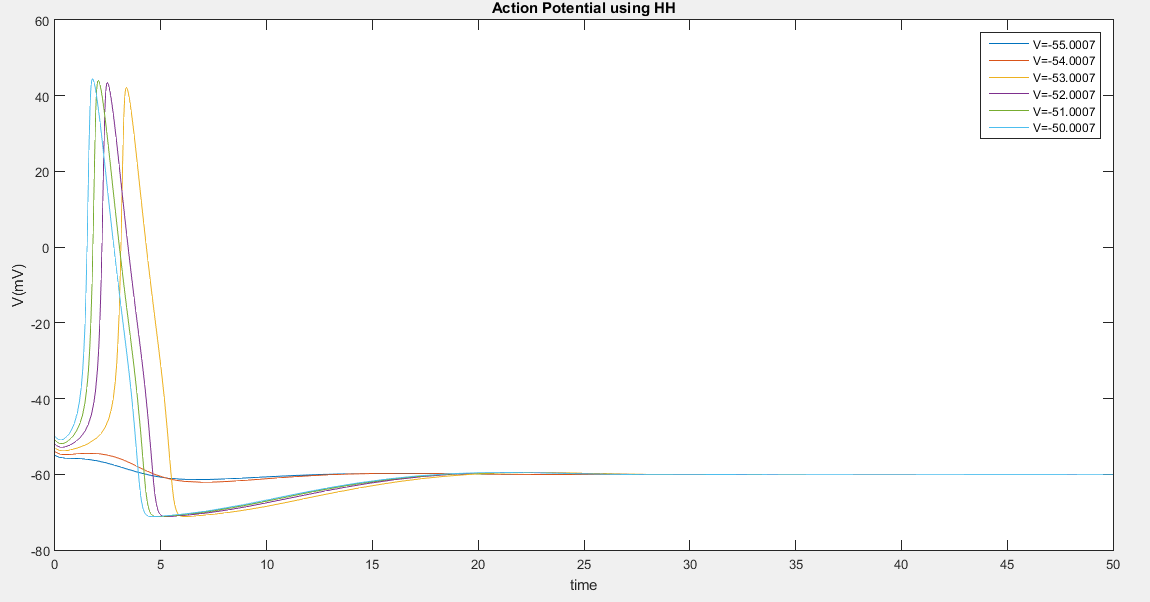 Action Potential using HH
60
40
20
0
-20
-40
-60
-80
V(mV)
V=-55.0007
V=-54.0007
V=-53.0007
V=-52.0007
V=-51.0007
V=-50.0007
0 5 10 15 20 25 30 35 40 45 50
time